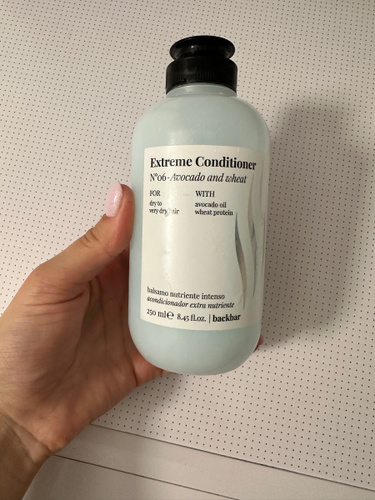 Extreme Conditioner
N°06-Avocado and wheat
FOR WITH
dry to avocado oil
very dry hair wheat protein
balsamo nutriente intenso
acondicionador extra nutriente
250 ml ℮ 8.45 fl.oz. | backbar